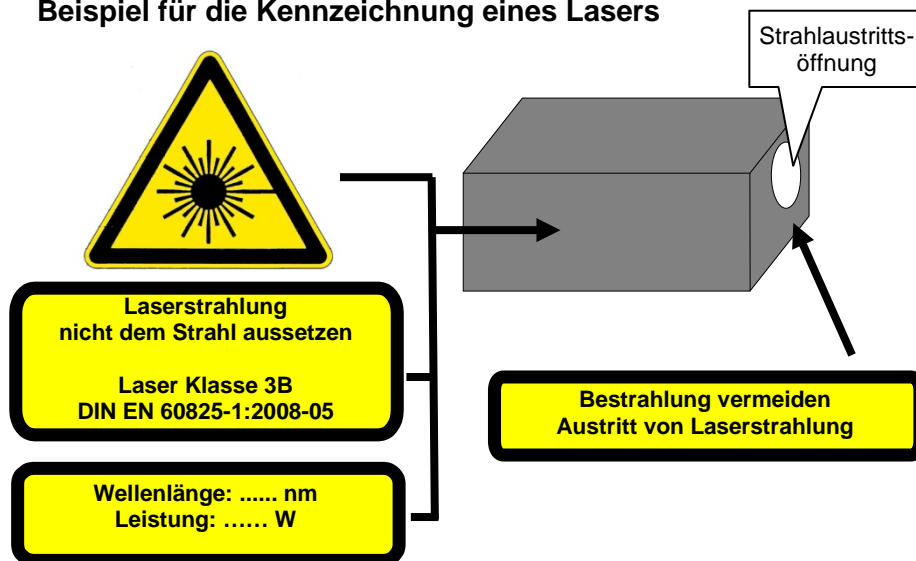 Beispiel für die Kennzeichnung eines Lasers
Strahlaustritts-
öffnung
Laserstrahlung
nicht dem Strahl aussetzen
Laser Klasse 3B
DIN EN 60825-1:2008-05
Bestrahlung vermeiden
Austritt von Laserstrahlung
Wellenlänge: ...... nm
Leistung: …… W